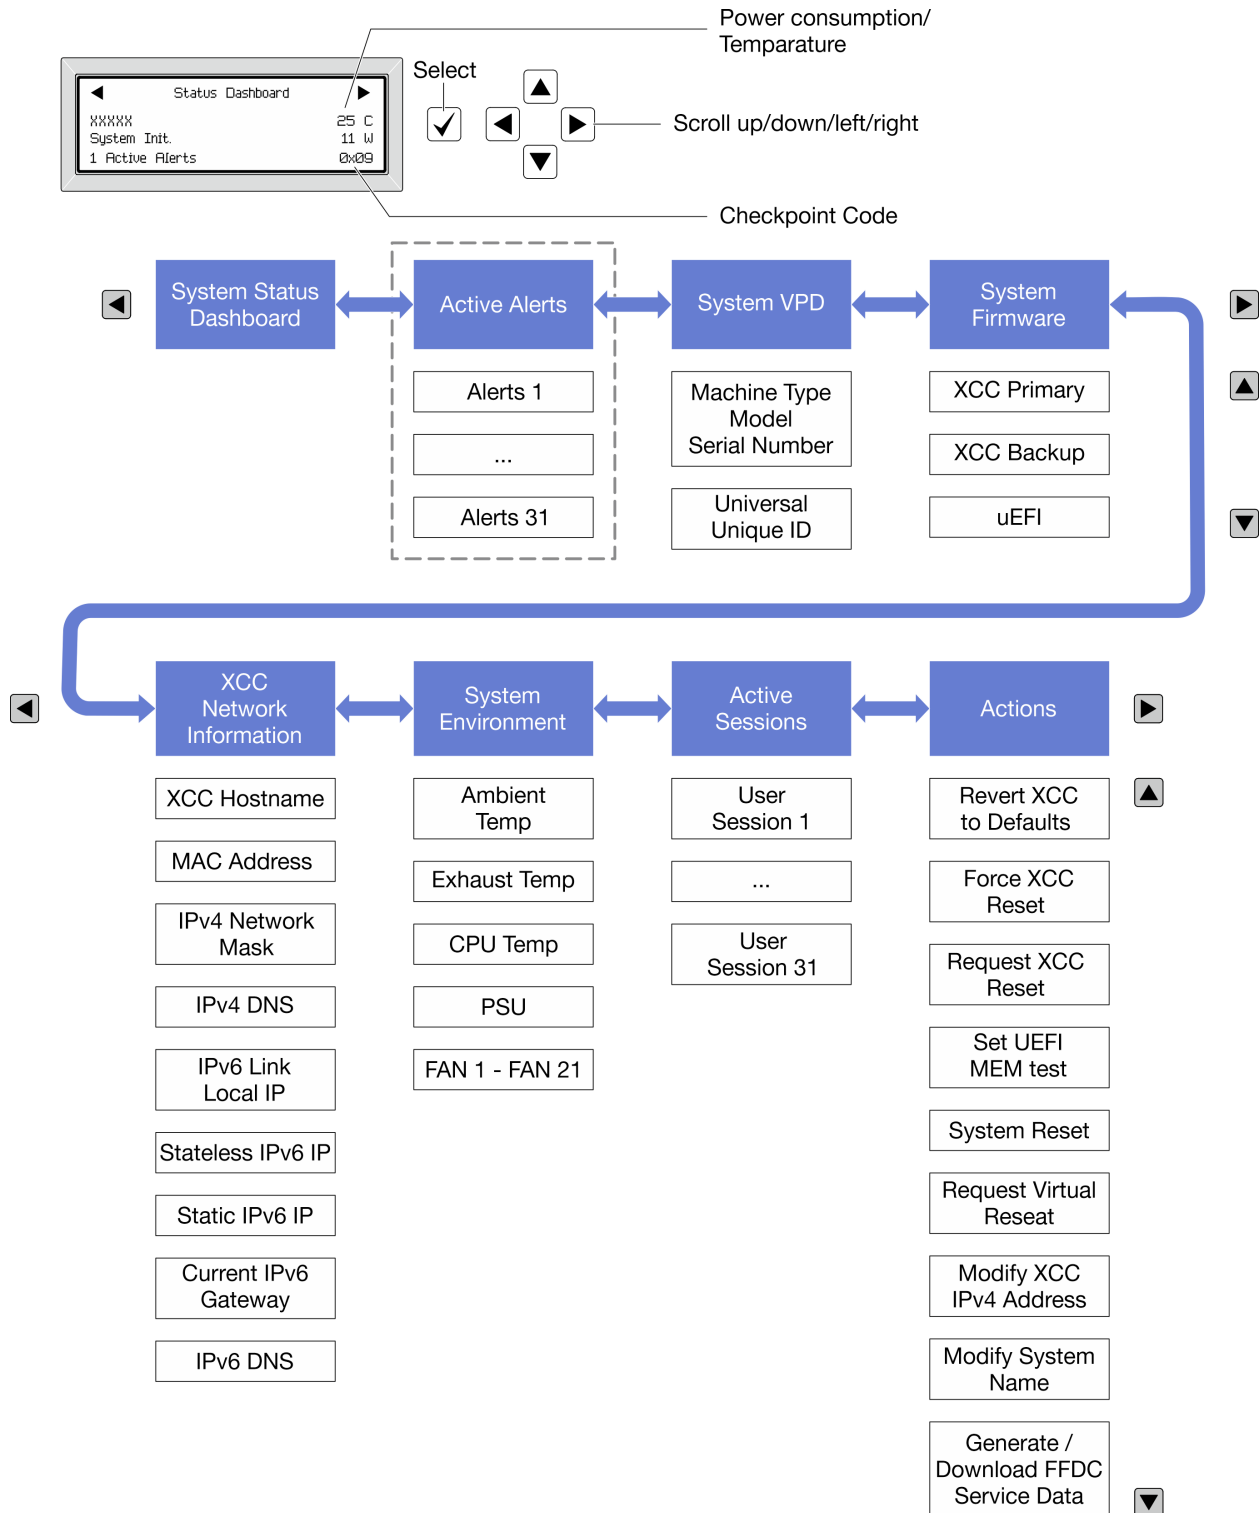 Power consumption/
Temparature
Select
Status Dashboard
XXXXX 25 C
System Init. 11 W
1 Active Alerts 0x09
Scroll up/down/left/right
Checkpoint Code
System Status
Dashboard
Active Alerts
System VPD
System
Firmware
Alerts 1
...
Alerts 31
Machine Type
Model
Serial Number
Universal
Unique ID
XCC Primary
XCC Backup
uEFI
XCC
Network
Information
System
Environment
Active
Sessions
Actions
XCC Hostname
MAC Address
IPv4 Network
Mask
IPv4 DNS
IPv6 Link
Local IP
Stateless IPv6 IP
Static IPv6 IP
Current IPv6
Gateway
IPv6 DNS
Ambient
Temp
Exhaust Temp
CPU Temp
PSU
FAN 1 - FAN 21
User
Session 1
...
User
Session 31
Revert XCC
to Defaults
Force XCC
Reset
Request XCC
Reset
Set UEFI
MEM test
System Reset
Request Virtual
Reseat
Modify XCC
IPv4 Address
Modify System
Name
Generate /
Download FFDC
Service Data